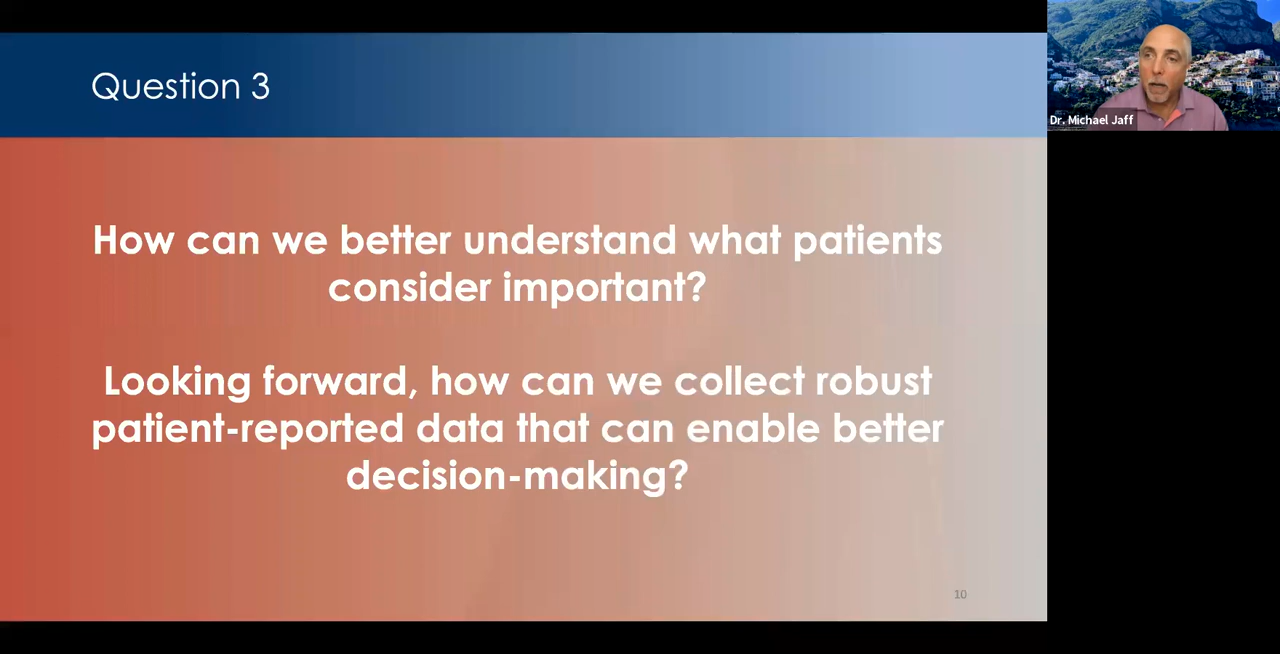 Question 3
Dr. Michael Jaff
How can we better understand what patients
consider important?
Looking forward, how can we collect robust
patient-reported data that can enable better
decision-making?
10